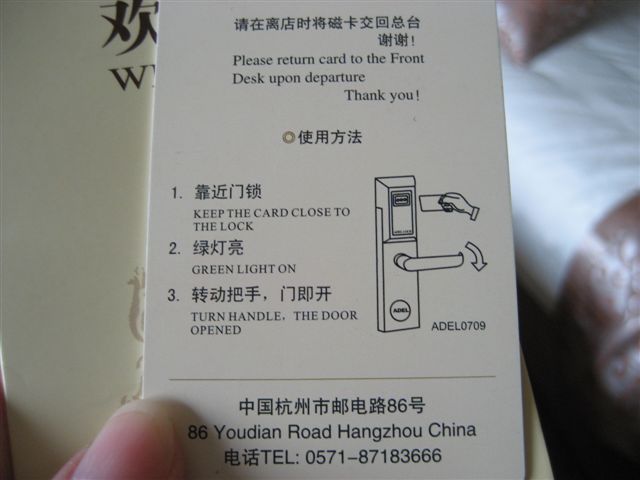 欢
请在离店时将磁卡交回总台
谢谢!
Please return card to the Front
Desk upon departure
Thank you!
◎使用方法
1. 靠近门锁
KEEP THE CARD CLOSE TO
THE LOCK
2. 绿灯亮
GREEN LIGHT ON
3. 转动把手，门即开
TURN HANDLE，THE DOOR
OPENED
ADEL
ADEL0709
中国杭州市邮电路86号
86 Youdian Road Hangzhou China
电话TEL: 0571-87183666